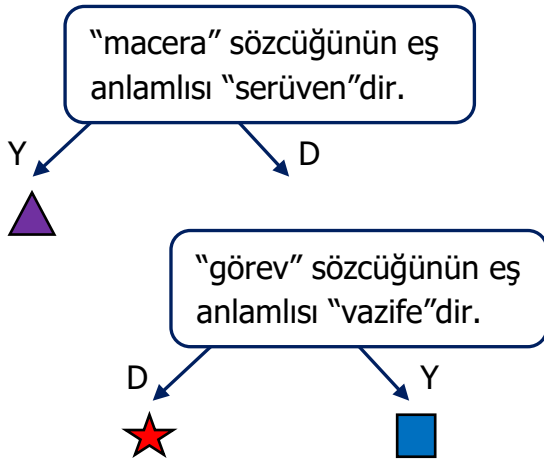 “macera” sözcüğünün eş
anlamlısı “serüven”dir.
Y
D
“görev” sözcüğünün eş
anlamlısı “vazife”dir.
D
Y